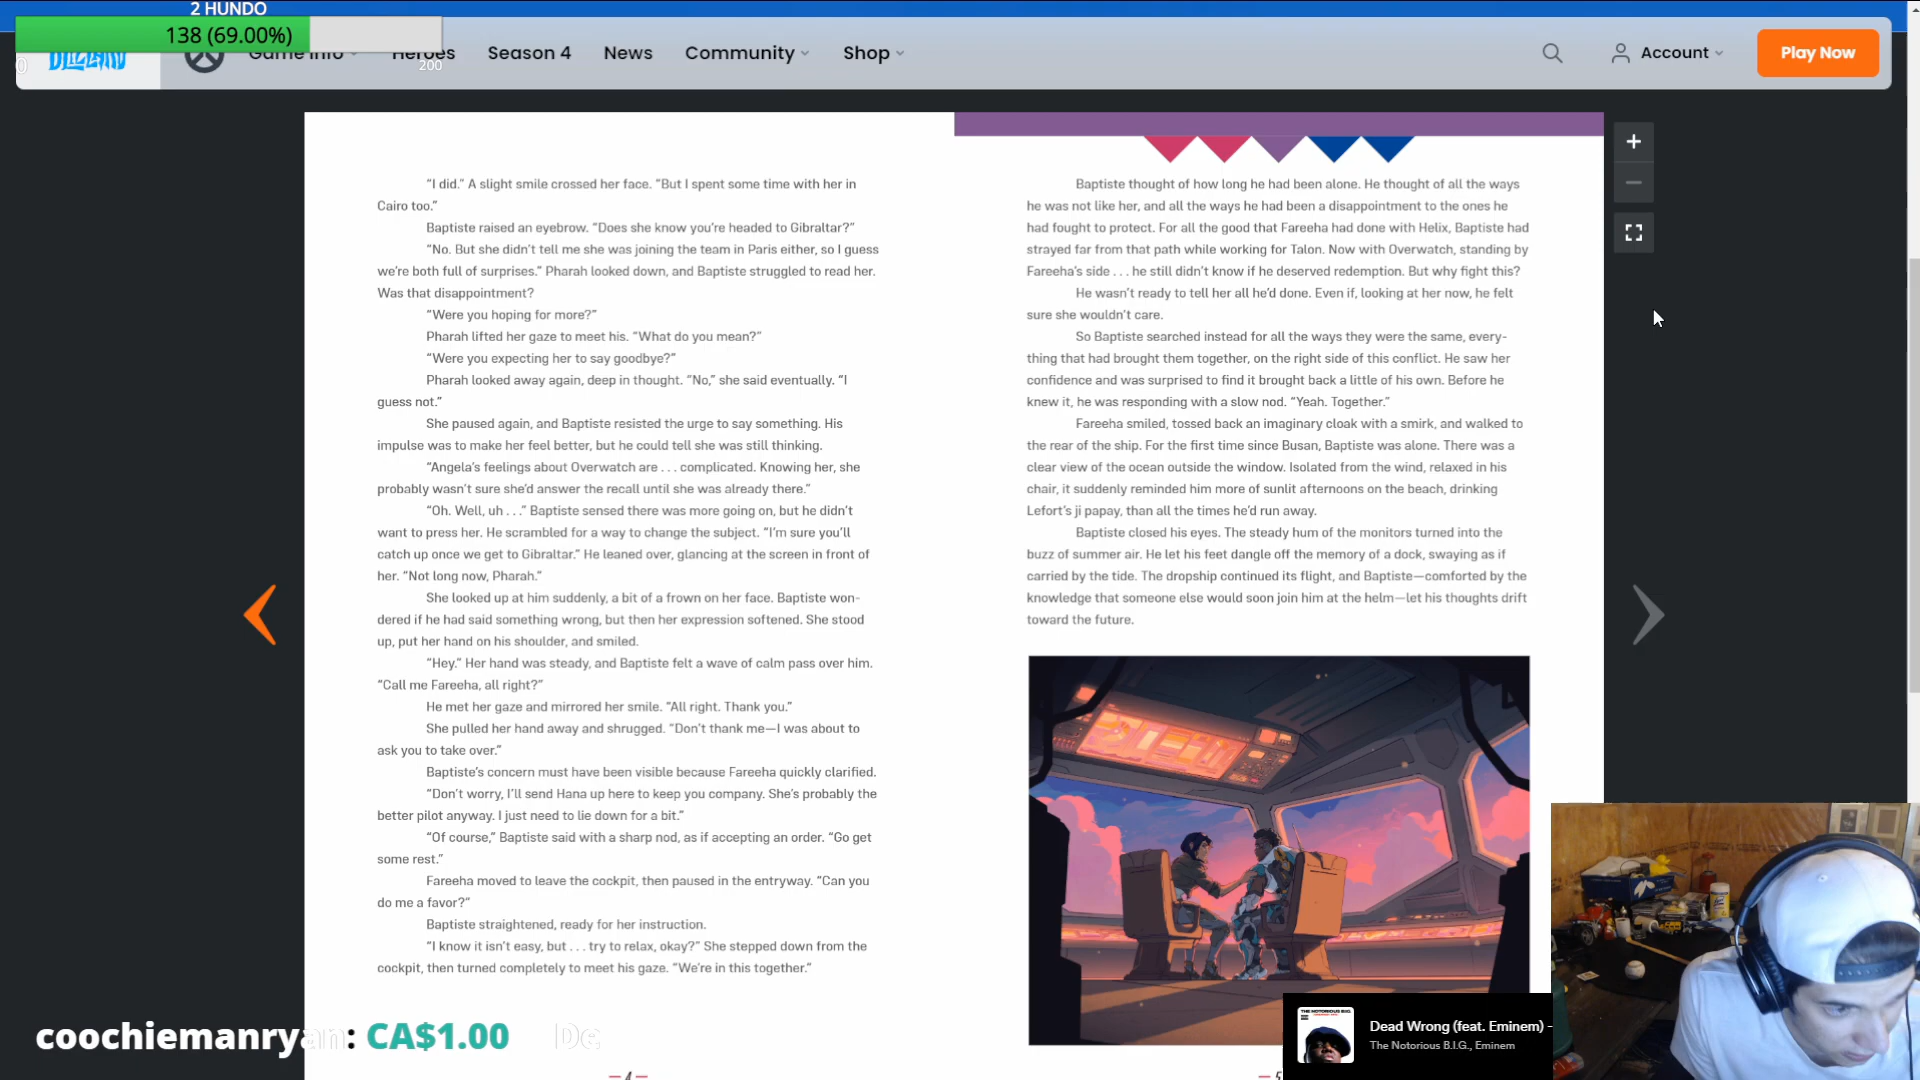 2 HUNDO
138 (69.00%)
0
200
BLIZZARD
Game Info
Heroes
Season 4
News
Community
Shop
Account
Play Now
“I did.” A slight smile crossed her face. “But I spent some time with her in
Cairo too.”
Baptiste raised an eyebrow. “Does she know you’re headed to Gibraltar?”
“No. But she didn’t tell me she was joining the team in Paris either, so I guess
we’re both full of surprises.” Pharah looked down, and Baptiste struggled to read her.
Was that disappointment?
“Were you hoping for more?”
Pharah lifted her gaze to meet his. “What do you mean?”
“Were you expecting her to say goodbye?”
Pharah looked away again, deep in thought. “No,” she said eventually. “I
guess not.”
She paused again, and Baptiste resisted the urge to say something. His
impulse was to make her feel better, but he could tell she was still thinking.
“Angela’s feelings about Overwatch are . . . complicated. Knowing her, she
probably wasn’t sure she’d answer the recall until she was already there.”
“Oh. Well, uh . . .” Baptiste sensed there was more going on, but he didn’t
want to press her. He scrambled for a way to change the subject. “I’m sure you’ll
catch up once we get to Gibraltar.” He leaned over, glancing at the screen in front of
her. “Not long now, Pharah.”
She looked up at him suddenly, a bit of a frown on her face. Baptiste won-
dered if he had said something wrong, but then her expression softened. She stood
up, put her hand on his shoulder, and smiled.
“Hey.” Her hand was steady, and Baptiste felt a wave of calm pass over him.
“Call me Fareeha, all right?”
He met her gaze and mirrored her smile. “All right. Thank you.”
She pulled her hand away and shrugged. “Don’t thank me—I was about to
ask you to take over.”
Baptiste’s concern must have been visible because Fareeha quickly clarified.
“Don’t worry, I’ll send Hana up here to keep you company. She’s probably the
better pilot anyway. I just need to lie down for a bit.”
“Of course,” Baptiste said with a sharp nod, as if accepting an order. “Go get
some rest.”
Fareeha moved to leave the cockpit, then paused in the entryway. “Can you
do me a favor?”
Baptiste straightened, ready for her instruction.
“I know it isn’t easy, but . . . try to relax, okay?” She stepped down from the
cockpit, then turned completely to meet his gaze. “We’re in this together.”
— 4 —
Baptiste thought of how long he had been alone. He thought of all the ways
he was not like her, and all the ways he had been a disappointment to the ones he
had fought to protect. For all the good that Fareeha had done with Helix, Baptiste had
strayed far from that path while working for Talon. Now with Overwatch, standing by
Fareeha’s side . . . he still didn’t know if he deserved redemption. But why fight this?
He wasn’t ready to tell her all he’d done. Even if, looking at her now, he felt
sure she wouldn’t care.
So Baptiste searched instead for all the ways they were the same, every-
thing that had brought them together, on the right side of this conflict. He saw her
confidence and was surprised to find it brought back a little of his own. Before he
knew it, he was responding with a slow nod. “Yeah. Together.”
Fareeha smiled, tossed back an imaginary cloak with a smirk, and walked to
the rear of the ship. For the first time since Busan, Baptiste was alone. There was a
clear view of the ocean outside the window. Isolated from the wind, relaxed in his
chair, it suddenly reminded him more of sunlit afternoons on the beach, drinking
Lefort’s ji papay, than all the times he’d run away.
Baptiste closed his eyes. The steady hum of the monitors turned into the
buzz of summer air. He let his feet dangle off the memory of a dock, swaying as if
carried by the tide. The dropship continued its flight, and Baptiste—comforted by the
knowledge that someone else would soon join him at the helm—let his thoughts drift
toward the future.
— 5
coochiemanryan: CA$1.00 De
THE NOTORIOUS B.I.G.
Dead Wrong (feat. Eminem) -
The Notorious B.I.G., Eminem